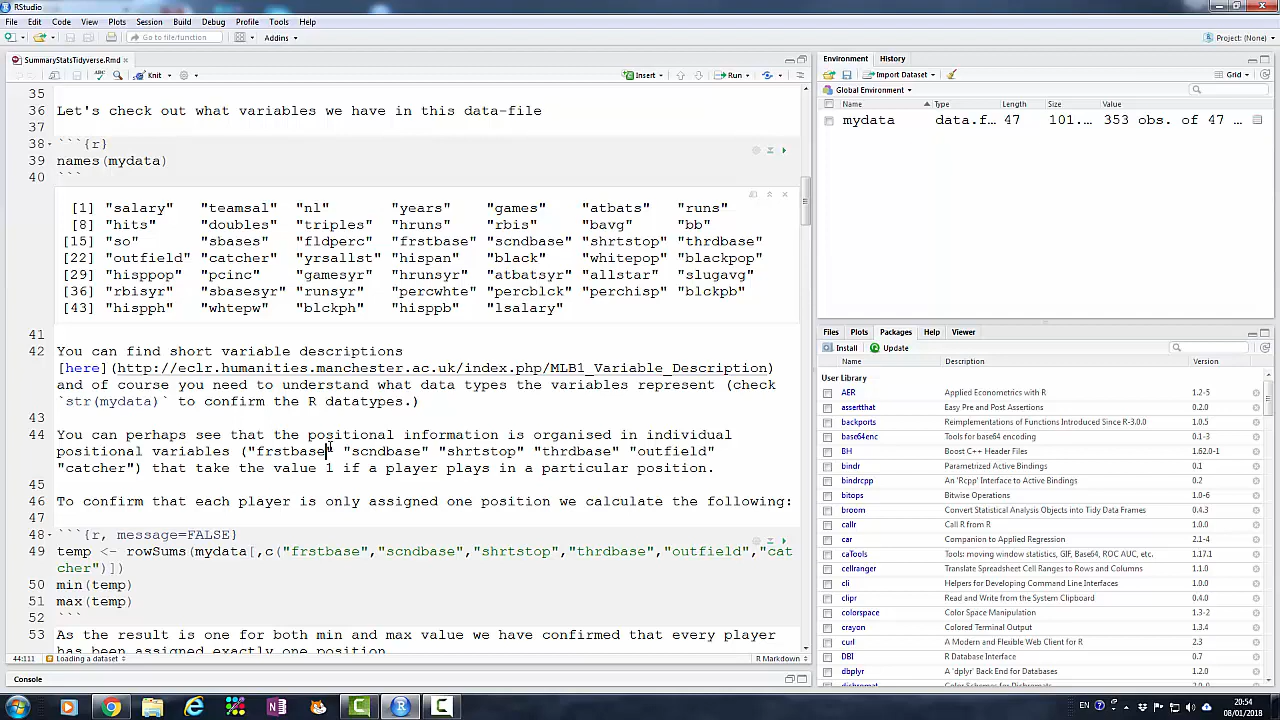 RStudio
File Edit Code View Plots Session Build Debug Profile Tools Help
Go to file/function Addins Project: (None)
SummaryStatsTidyverse.Rmd
Knit Insert Run
35
36 Let's check out what variables we have in this data-file
37
38 ```{r}
39 names(mydata)
40 ```
[1] "salary" "teamsal" "nl" "years" "games" "atbats" "runs"
[8] "hits" "doubles" "triples" "hruns" "rbis" "bavg" "bb"
[15] "so" "sbases" "fldperc" "frstbase" "scndbase" "shrtstop" "thrdbase"
[22] "outfield" "catcher" "yrsallst" "hispan" "black" "whitepop" "blackpop"
[29] "hisppop" "pcinc" "gamesyr" "hrunsyr" "atbatsyr" "allstar" "slugavg"
[36] "rbisyr" "sbasesyr" "runsyr" "percwhte" "percblck" "perchisp" "blckpb"
[43] "hispph" "whtepw" "blckph" "hisppb" "lsalary"
41
42 You can find short variable descriptions
[here](http://eclr.humanities.manchester.ac.uk/index.php/MLB1_Variable_Description)
and of course you need to understand what data types the variables represent (check
`str(mydata)` to confirm the R datatypes.)
43
44 You can perhaps see that the positional information is organised in individual
positional variables ("frstbase" "scndbase" "shrtstop" "thrdbase" "outfield"
"catcher") that take the value 1 if a player plays in a particular position.
45
46 To confirm that each player is only assigned one position we calculate the following:
47
48 ```{r, message=FALSE}
49 temp <- rowSums(mydata[,c("frstbase","scndbase","shrtstop","thrdbase","outfield","cat
cher")])
50 min(temp)
51 max(temp)
52 ```
53 As the result is one for both min and max value we have confirmed that every player
has been assigned exactly one position
44:111 Loading a dataset R Markdown
Console
Environment History
Import Dataset Grid
Global Environment
Name Type Length Size Value
mydata data.f… 47 101.… 353 obs. of 47 …
Files Plots Packages Help Viewer
Install Update
Name Description Version
User Library
AER Applied Econometrics with R 1.2-5
assertthat Easy Pre and Post Assertions 0.2.0
backports Reimplementations of Functions Introduced Since R-3.0.0 1.1.2
base64enc Tools for base64 encoding 0.1-3
BH Boost C++ Header Files 1.62.0-1
bindr Parametrized Active Bindings 0.1
bindrcpp An 'Rcpp' Interface to Active Bindings 0.2
bitops Bitwise Operations 1.0-6
broom Convert Statistical Analysis Objects into Tidy Data Frames 0.4.3
callr Call R from R 1.0.0
car Companion to Applied Regression 2.1-4
caTools Tools: moving window statistics, GIF, Base64, ROC AUC, etc. 1.17.1
cellranger Translate Spreadsheet Cell Ranges to Rows and Columns 1.1.0
cli Helpers for Developing Command Line Interfaces 1.0.0
clipr Read and Write from the System Clipboard 0.4.0
colorspace Color Space Manipulation 1.3-2
crayon Colored Terminal Output 1.3.4
curl A Modern and Flexible Web Client for R 2.3
DBI R Database Interface 0.7
dbplyr A 'dplyr' Back End for Databases 1.2.0
EN 20:54
08/01/2018